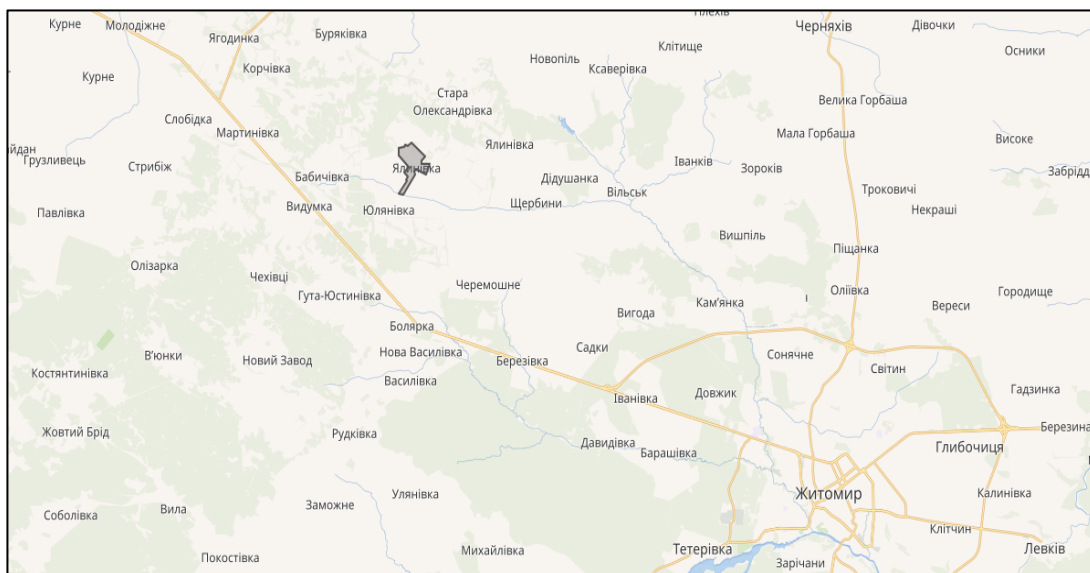 Плехів
Курне
Молодіжне
Черняхів
Дівочки
Ягодинка
Буряківка
Клітище
Осники
Новопіль
Ксаверівка
Корчівка
Курне
Стара
Олександрівка
Велика Горбаша
Слобідка
Мартинівка
Мала Горбаша
Високе
Ялинівка
Грузливець
Стрибіж
Ялинівка
Іванків
Зороків
Забрідд
Бабичівка
Дідушанка
Вільськ
Троковичі
Павлівка
Видумка
Юлянівка
Щербини
Некраші
Вишпіль
Піщанка
Олізарка
Чехівці
Черемошне
Оліївка
Городище
Гута-Юстинівка
Кам'янка
Вереси
Вигода
Болярка
В'юнки
Новий Завод
Нова Василівка
Садки
Сонячне
Березівка
Світин
Костянтинівка
Василівка
Іванівка
Довжик
Гадзинка
Жовтий Брід
Рудківка
Давидівка
Березина
Барашівка
Глибочиця
Улянівка
Житомир
Калинівка
Заможне
Вила
Соболівка
Клітчин
Михайлівка
Тетерівка
Левків
Покостівка
Зарічани